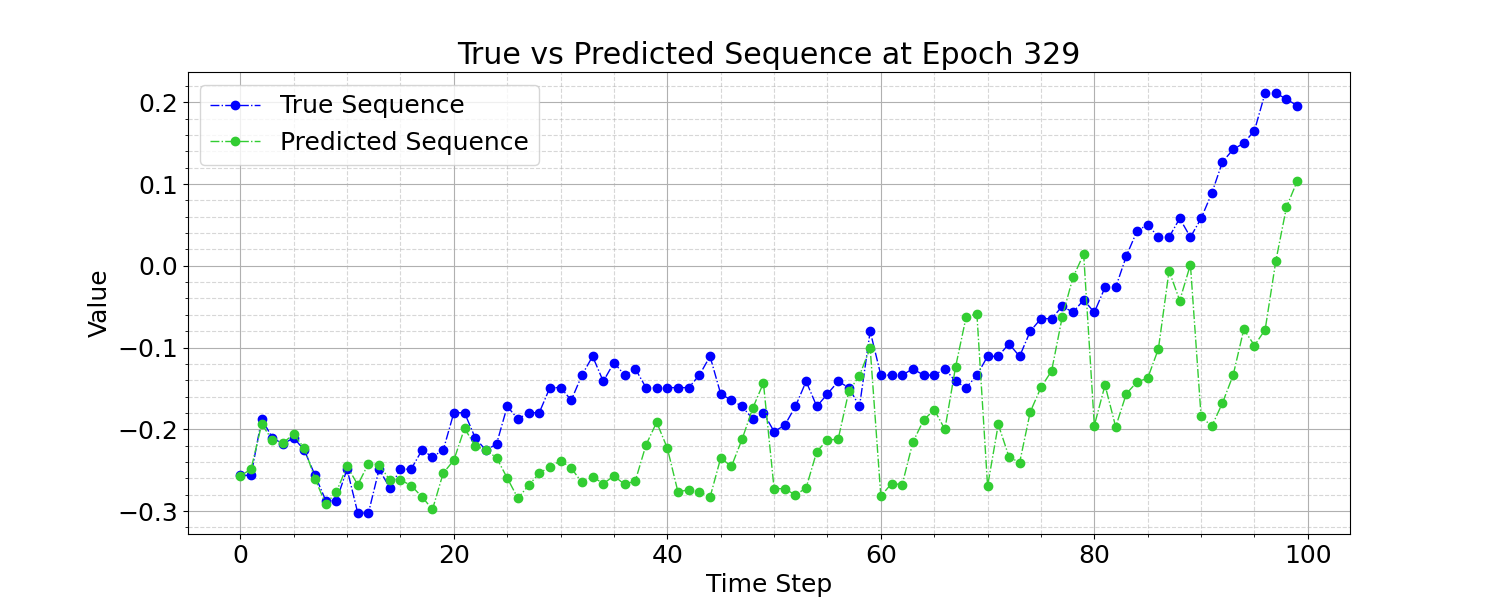 True vs Predicted Sequence at Epoch 329
True Sequence
Predicted Sequence
Value
0.2
0.1
0.0
−0.1
−0.2
−0.3
0 20 40 60 80 100
Time Step